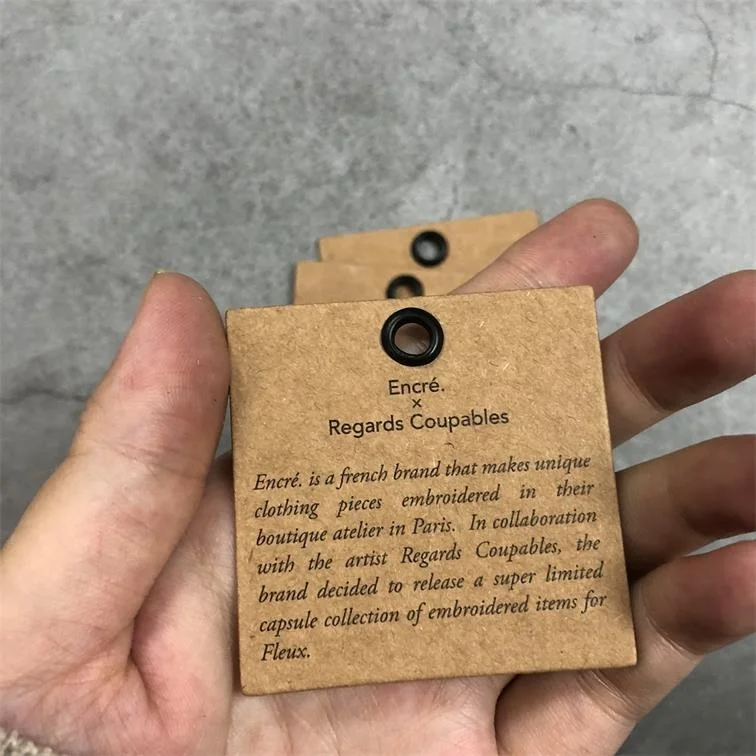 Encré.
×
Regards Coupables
Encré. is a french brand that makes unique
clothing pieces embroidered in their
boutique atelier in Paris. In collaboration
with the artist Regards Coupables, the
brand decided to release a super limited
capsule collection of embroidered items for
Fleux.